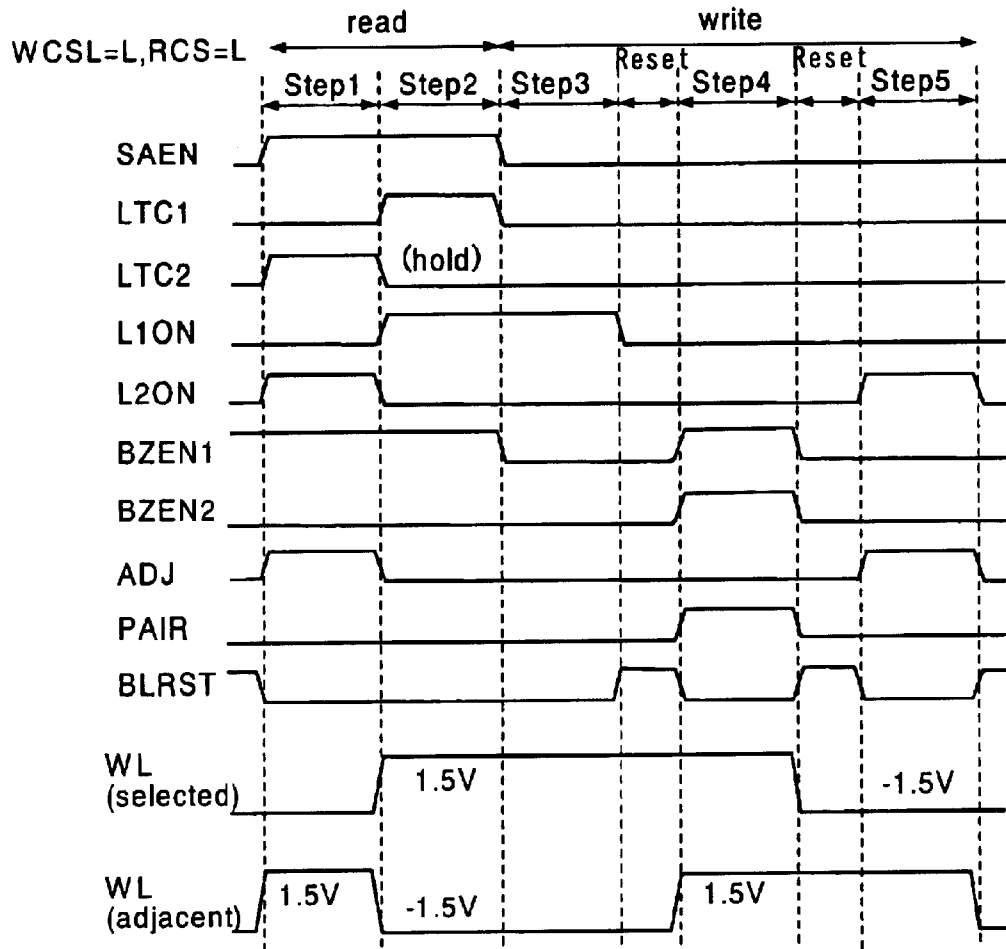 read write
WCSL=L,RCS=L
Reset Reset
Step1 Step2 Step3 Step4 Step5
SAEN
LTC1
(hold)
LTC2
L1ON
L2ON
BZEN1
BZEN2
ADJ
PAIR
BLRST
WL
(selected)
1.5V -1.5V
WL
(adjacent)
1.5V -1.5V 1.5V